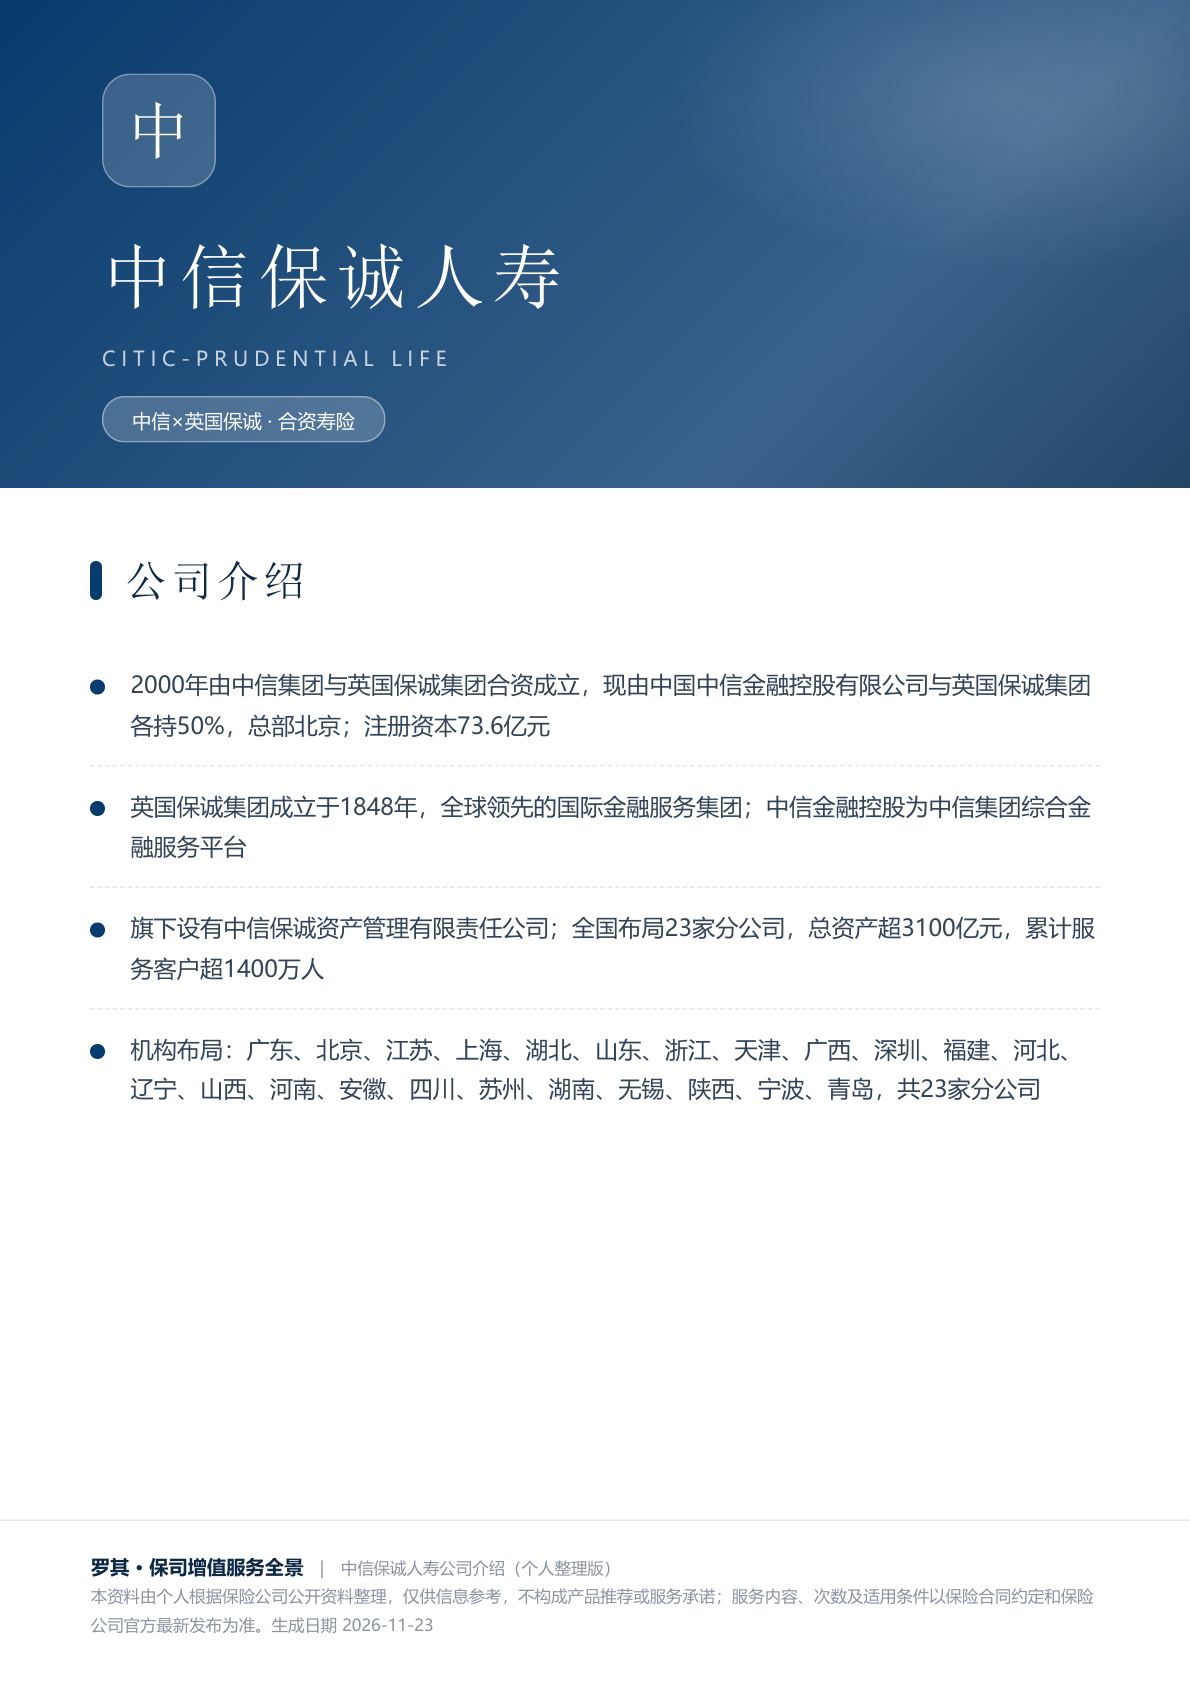 中
中信保诚人寿
CITIC-PRUDENTIAL LIFE
中信×英国保诚 · 合资寿险
公司介绍
2000年由中信集团与英国保诚集团合资成立，现由中国中信金融控股有限公司与英国保诚集团
各持50%，总部北京；注册资本73.6亿元
英国保诚集团成立于1848年，全球领先的国际金融服务集团；中信金融控股为中信集团综合金
融服务平台
旗下设有中信保诚资产管理有限责任公司；全国布局23家分公司，总资产超3100亿元，累计服
务客户超1400万人
机构布局：广东、北京、江苏、上海、湖北、山东、浙江、天津、广西、深圳、福建、河北、
辽宁、山西、河南、安徽、四川、苏州、湖南、无锡、陕西、宁波、青岛，共23家分公司
罗其 • 保司增值服务全景 | 中信保诚人寿公司介绍（个人整理版）
本资料由个人根据保险公司公开资料整理，仅供信息参考，不构成产品推荐或服务承诺；服务内容、次数及适用条件以保险合同约定和保险
公司官方最新发布为准。生成日期 2026-11-23